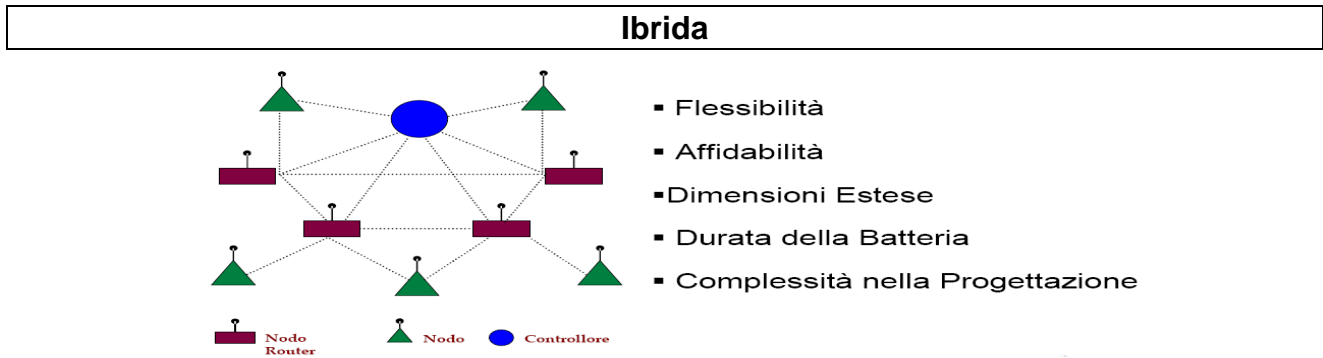 Ibrida
▪ Flessibilità
▪ Affidabilità
▪Dimensioni Estese
▪ Durata della Batteria
▪ Complessità nella Progettazione
Nodo Router
Nodo
Controllore